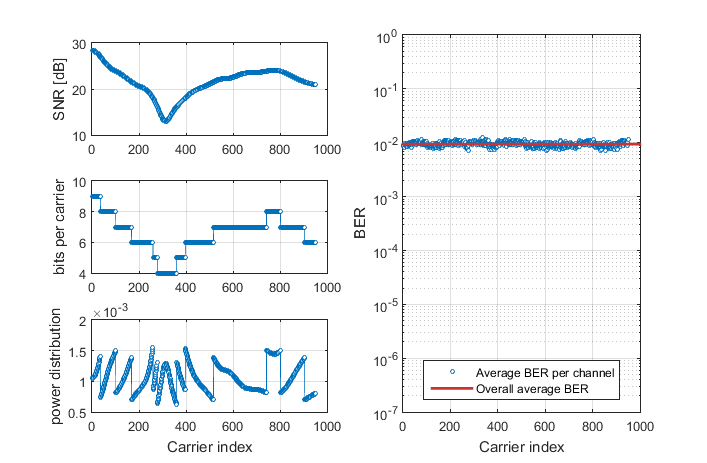 30
20
10
SNR [dB]
0 200 400 600 800 1000
10
8
6
4
bits per carrier
0 200 400 600 800 1000
×10-3
2
1.5
1
0.5
power distribution
0 200 400 600 800 1000
Carrier index
100
10-1
10-2
10-3
10-4
10-5
10-6
10-7
BER
Average BER per channel
Overall average BER
0 200 400 600 800 1000
Carrier index